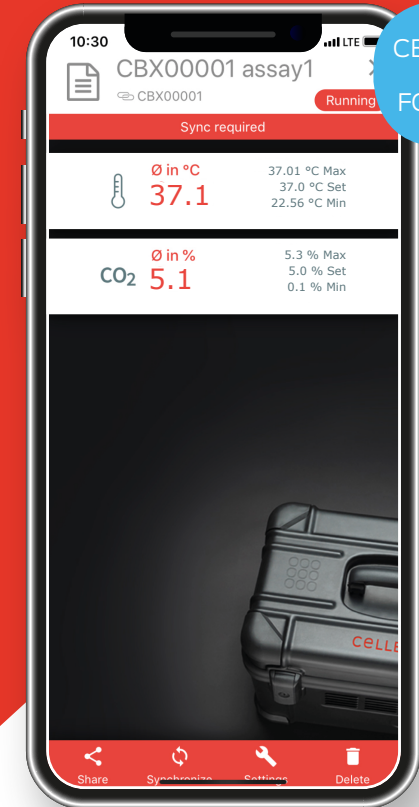 10:30
LTE
CBX00001 assay1
CBX00001
Running
Sync required
Ø in °C
37.1
37.01 °C Max
37.0 °C Set
22.56 °C Min
CO₂
Ø in %
5.1
5.3 % Max
5.0 % Set
0.1 % Min
Share
Synchronize
Settings
Delete